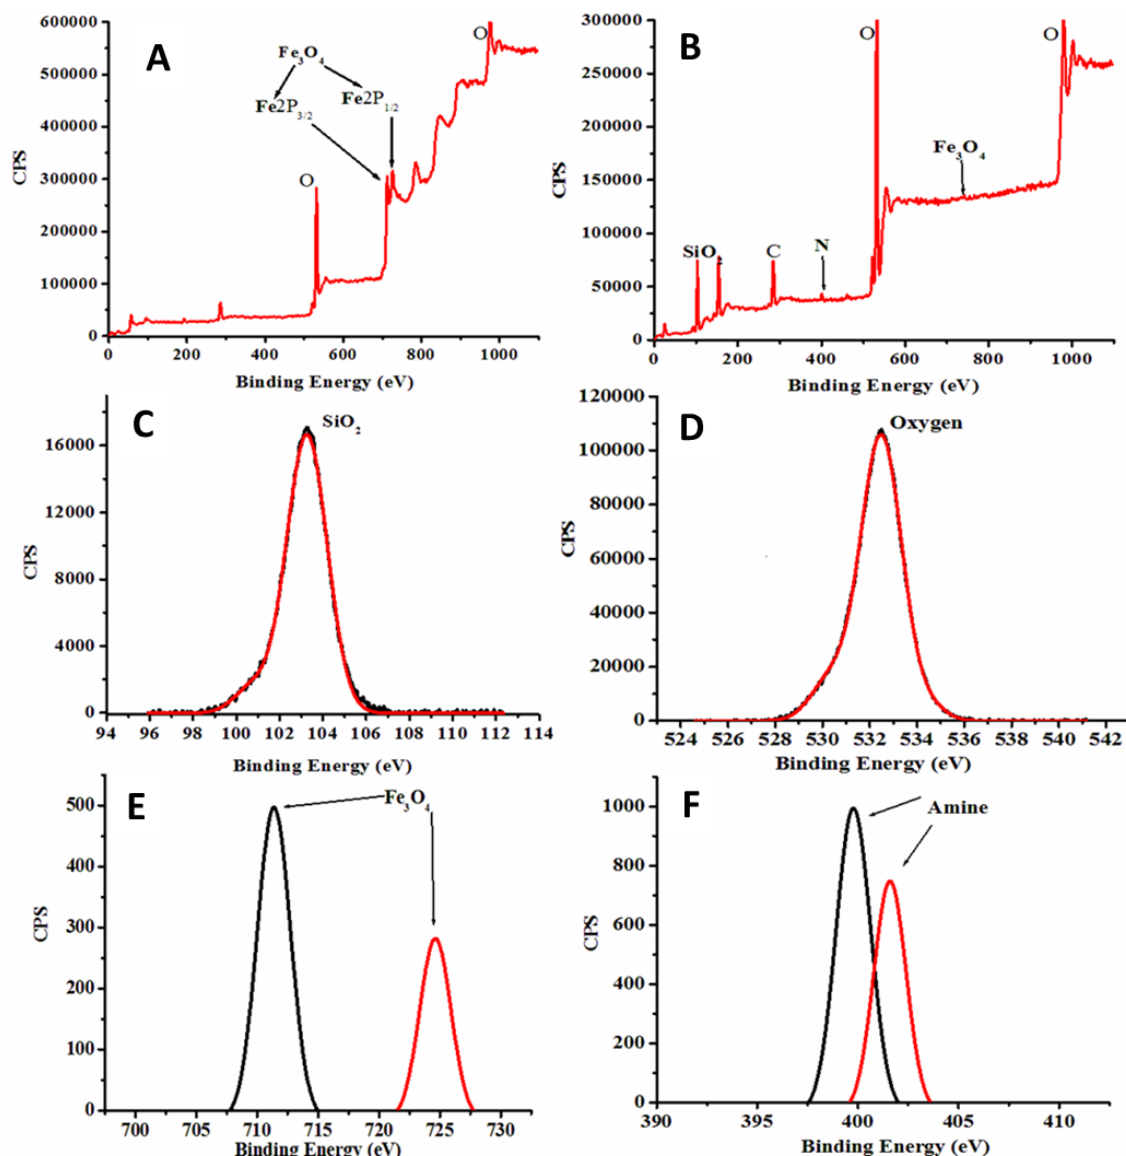 A
600000
500000
400000
300000
200000
100000
0
CPS
Fe3O4
Fe2P3/2
Fe2P1/2
O
O
0 200 400 600 800 1000
Binding Energy (eV)
B
300000
250000
200000
150000
100000
50000
0
CPS
O
O
Fe3O4
SiO2
C
N
0 200 400 600 800 1000
Binding Energy (eV)
C
SiO2
16000
12000
8000
4000
0
CPS
94 96 98 100 102 104 106 108 110 112 114
Binding Energy (eV)
D
Oxygen
120000
100000
80000
60000
40000
20000
0
CPS
524 526 528 530 532 534 536 538 540 542
Binding Energy (eV)
E
Fe3O4
500
400
300
200
100
0
CPS
700 705 710 715 720 725 730
Binding Energy (eV)
F
Amine
1000
800
600
400
200
0
CPS
390 395 400 405 410
Binding Energy (eV)